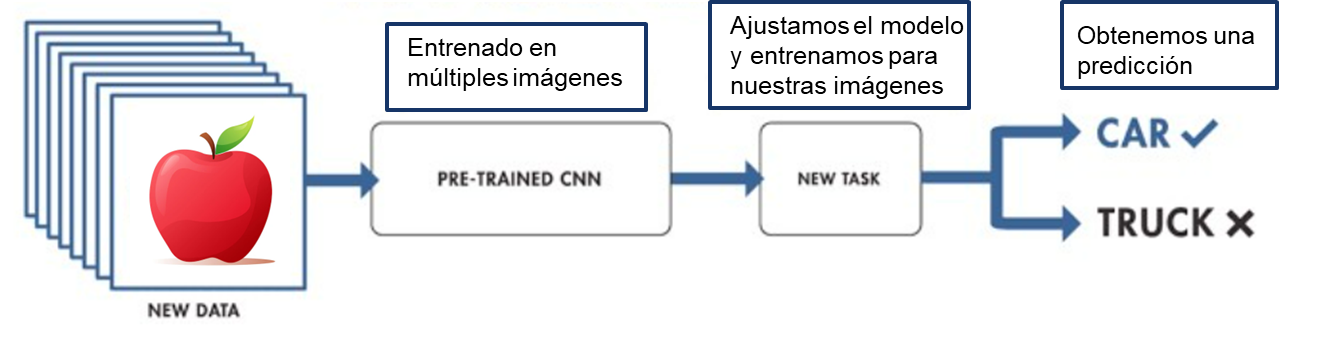 Entrenado en
múltiples imágenes
Ajustamos el modelo
y entrenamos para
nuestras imágenes
Obtenemos una
predicción
PRE-TRAINED CNN
NEW TASK
CAR
TRUCK
NEW DATA